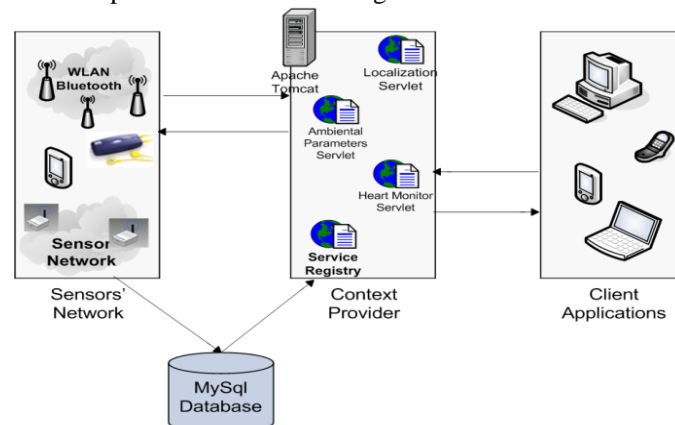 WLAN
Bluetooth
Sensor
Network
Sensors'
Network
Apache
Tomcat
Localization
Servlet
Ambiental
Parameters
Servlet
Heart Monitor
Servlet
Service
Registry
Context
Provider
Client
Applications
MySql
Database